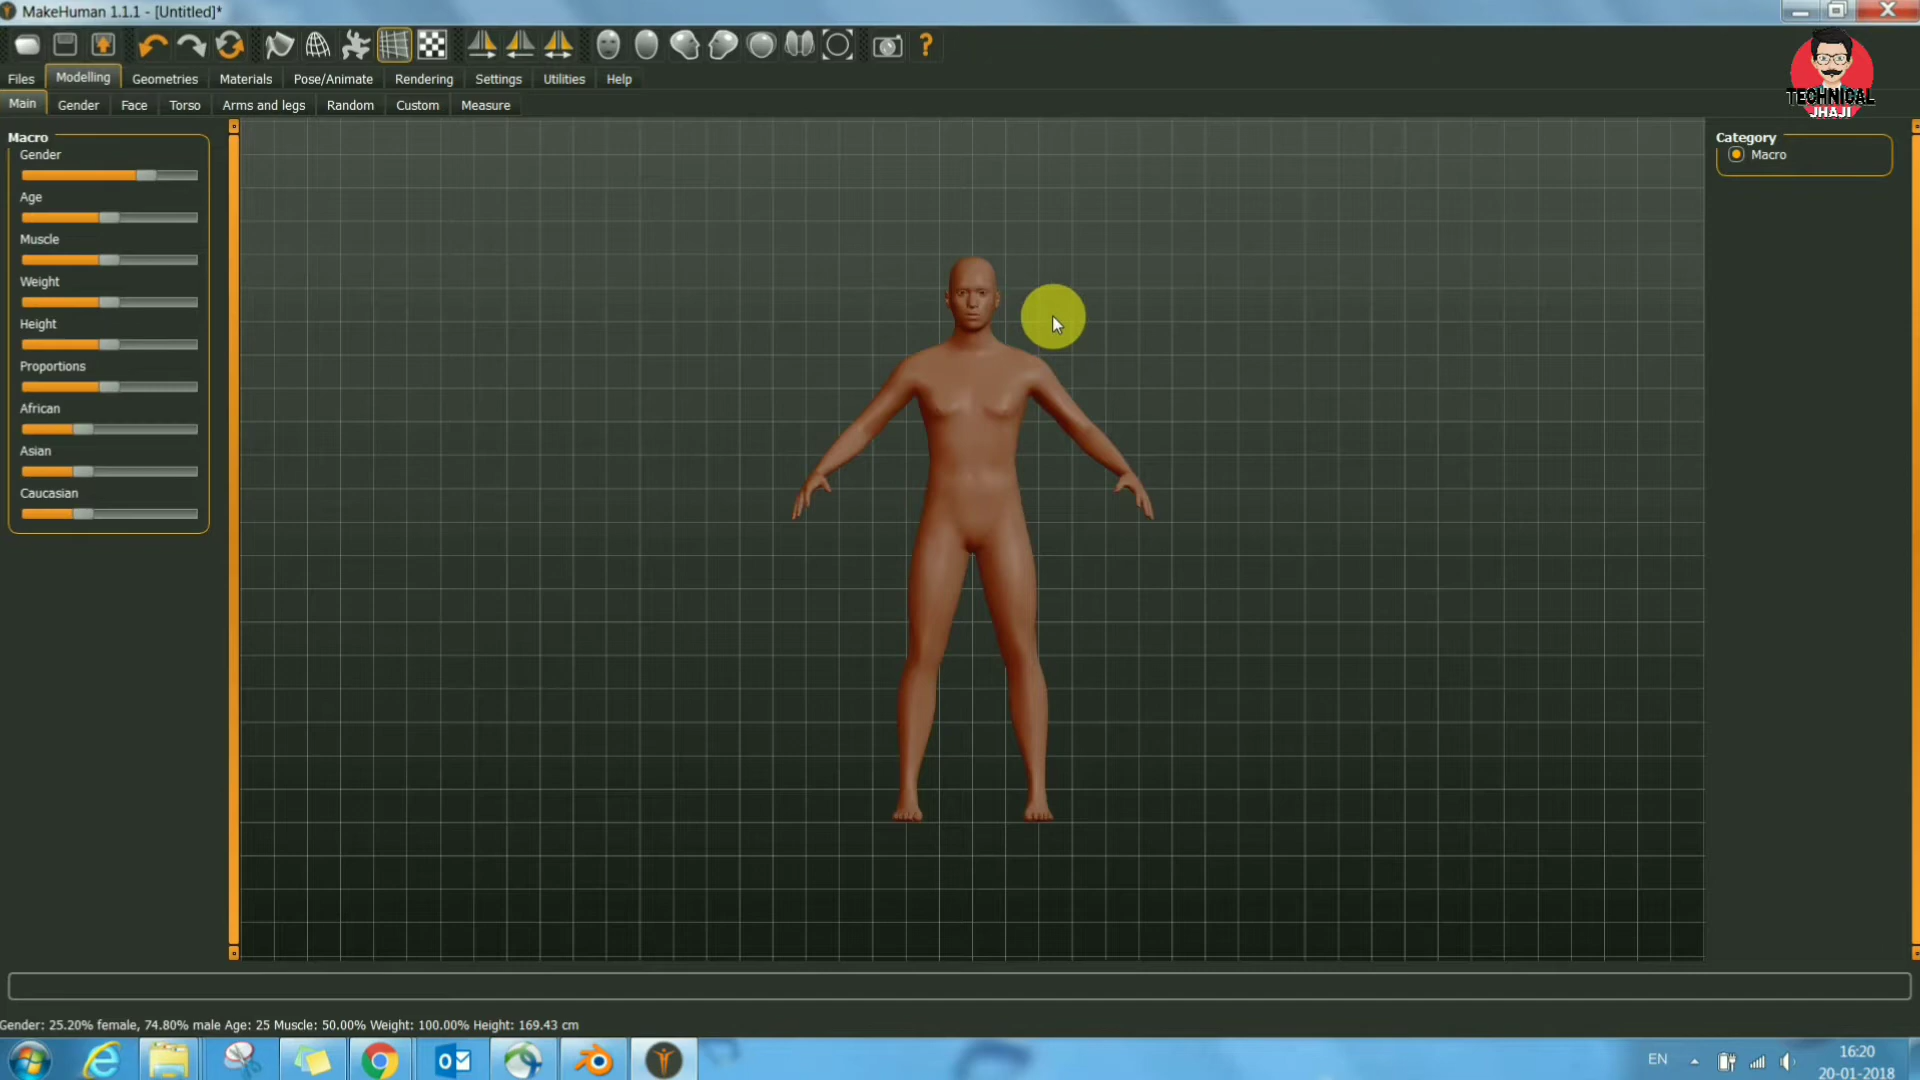 MakeHuman 1.1.1 - [Untitled]*
Files Modelling Geometries Materials Pose/Animate Rendering Settings Utilities Help
Main Gender Face Torso Arms and legs Random Custom Measure
TECHNICAL
JHAJI
Macro
Gender
Age
Muscle
Weight
Height
Proportions
African
Asian
Caucasian
Category
Macro
Gender: 25.20% female, 74.80% male Age: 25 Muscle: 50.00% Weight: 100.00% Height: 169.43 cm
EN
16:20
20-01-2018